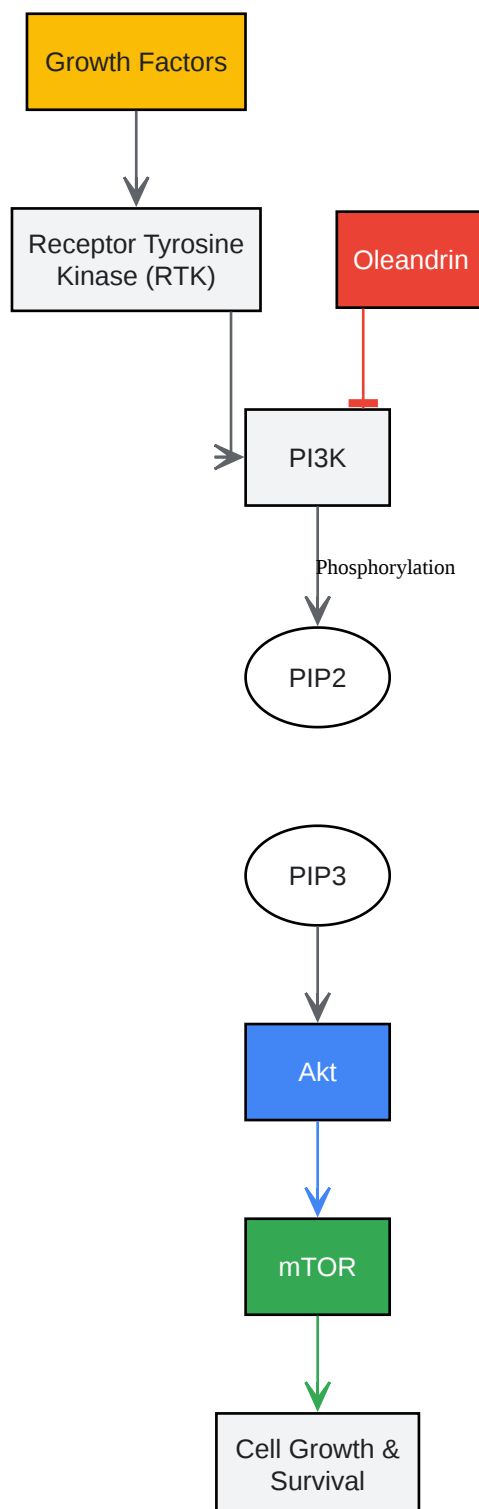 Growth Factors
Receptor Tyrosine
Kinase (RTK)
Oleandrin
PI3K
Phosphorylation
PIP2
PIP3
Akt
mTOR
Cell Growth &
Survival